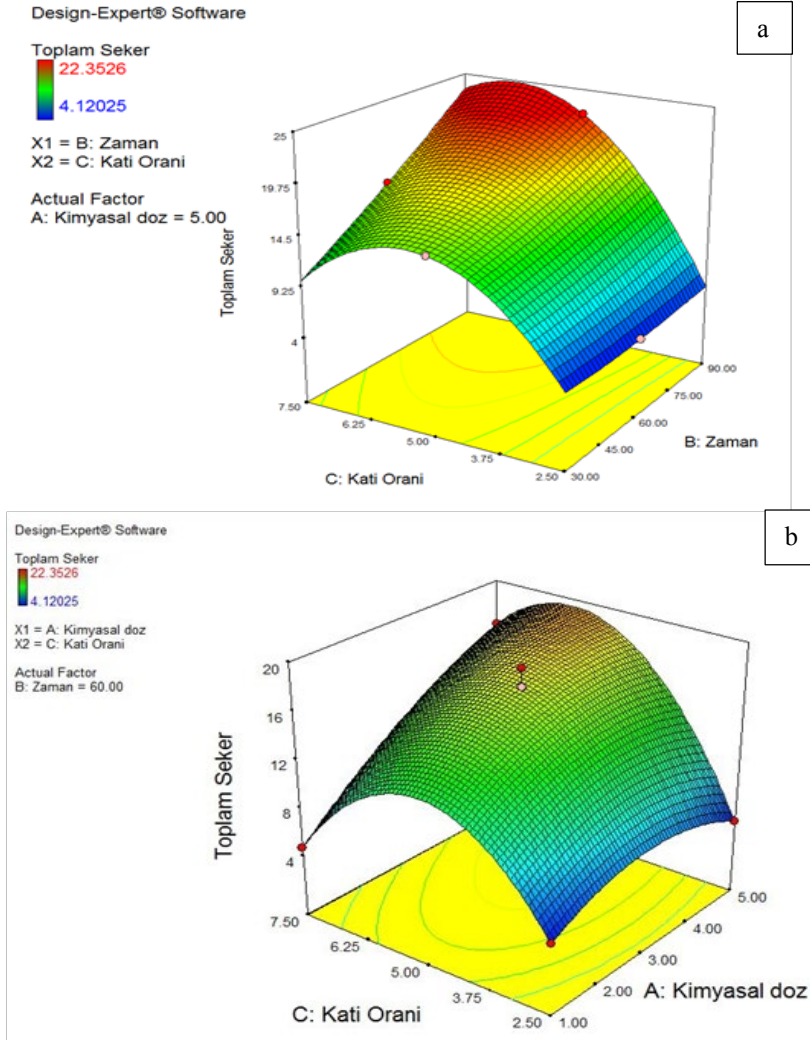 Design-Expert® Software
a
Toplam Seker
22.3526
4.12025
X1 = B: Zaman
X2 = C: Kati Orani
Actual Factor
A: Kimyasal doz = 5.00
25
19.75
14.5
9.25
4
Toplam Seker
7.50
6.25
5.00
3.75
2.50
C: Kati Orani
30.00
45.00
60.00
75.00
90.00
B: Zaman
Design-Expert® Software
b
Toplam Seker
22.3526
4.12025
X1 = A: Kimyasal doz
X2 = C: Kati Orani
Actual Factor
B: Zaman = 60.00
20
16
12
8
4
Toplam Seker
7.50
6.25
5.00
3.75
2.50
C: Kati Orani
1.00
2.00
3.00
4.00
5.00
A: Kimyasal doz